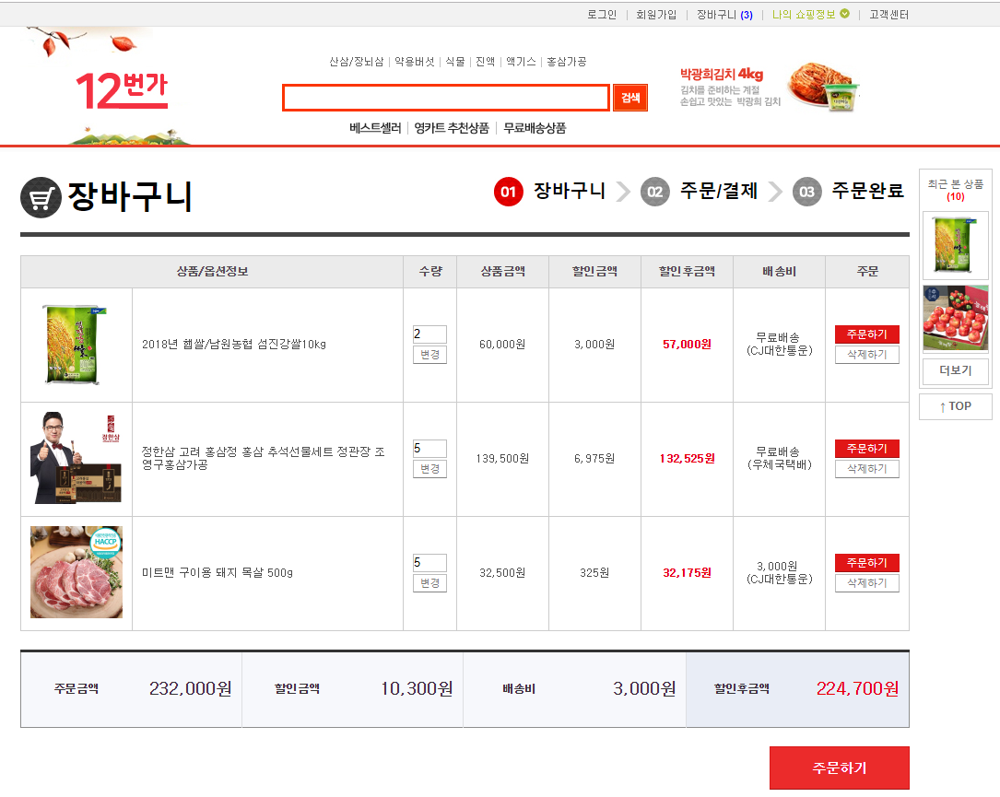 로그인 | 회원가입 | 장바구니 (3) | 나의 쇼핑정보 | 고객센터
12번가
산삼/장뇌삼 | 약용버섯 | 식물 | 진액 | 액기스 | 홍삼가공
검색
베스트셀러 | 영카트 추천상품 | 무료배송상품
박광희김치 4kg
김치를 준비하는 계절
손쉽고 맛있는 박광희 김치
장바구니
01 장바구니 02 주문/결제 03 주문완료
상품/옵션정보 수량 상품금액 할인금액 할인후금액 배송비 주문
2018년 햅쌀/남원농협 섬진강쌀10kg
2
변경
60,000원 3,000원 57,000원
무료배송
(CJ대한통운)
주문하기
삭제하기
경한삼
정한삼 고려 홍삼정 홍삼 추석선물세트 정관장 조
영구홍삼가공
5
변경
139,500원 6,975원 132,525원
무료배송
(우체국택배)
주문하기
삭제하기
HACCP
미트맨 구이용 돼지 목살 500g
5
변경
32,500원 325원 32,175원
3,000원
(CJ대한통운)
주문하기
삭제하기
주문금액 232,000원 할인금액 10,300원 배송비 3,000원 할인후금액 224,700원
주문하기
최근 본 상품
(10)
더보기
↑ TOP